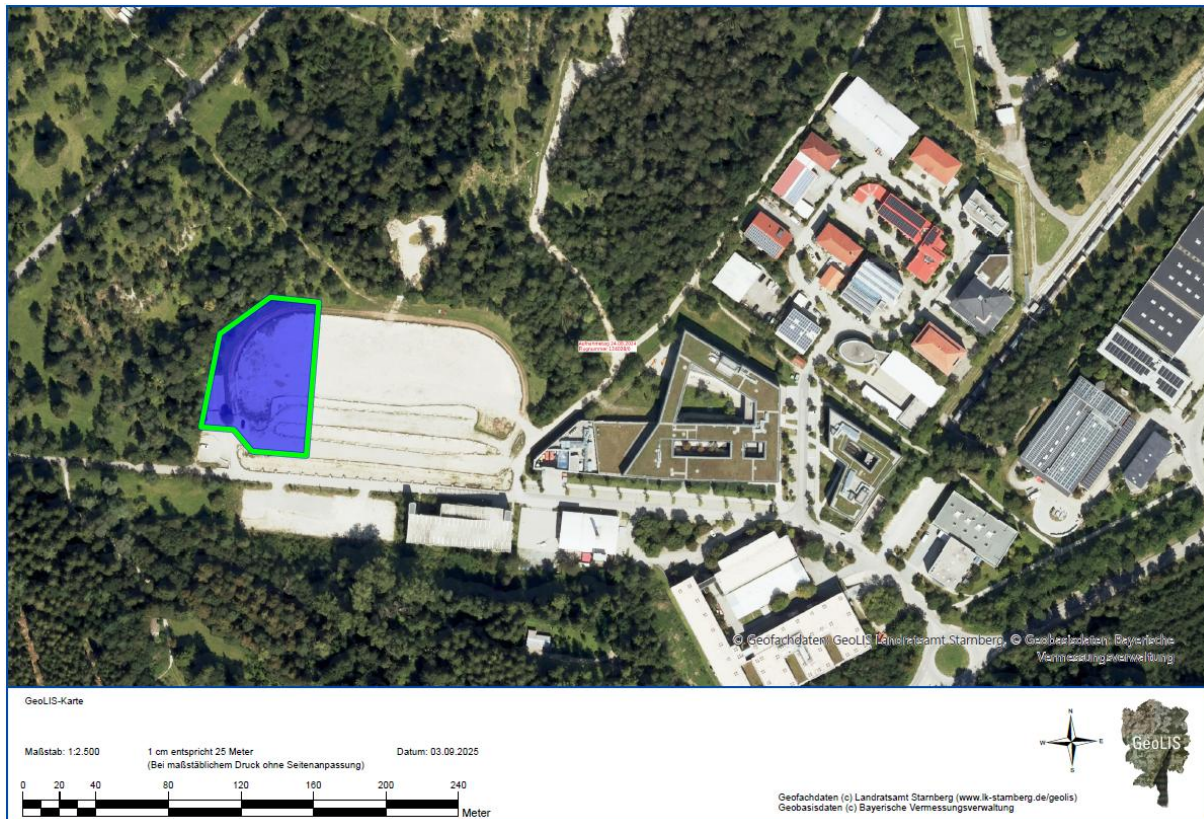 © Geofachdaten: GeoLIS Landratsamt Starnberg, © Geobasisdaten: Bayerische
Vermessungsverwaltung
GeoLIS-Karte
Maßstab: 1:2.500
1 cm entspricht 25 Meter
Datum: 03.09.2025
(Bei maßstäblichem Druck ohne Seitenanpassung)
0 20 40 80 120 160 200 240
Meter
N
W
E
S
GeoLIS
Geofachdaten (c) Landratsamt Starnberg (www.lk-starnberg.de/geolis)
Geobasisdaten (c) Bayerische Vermessungsverwaltung